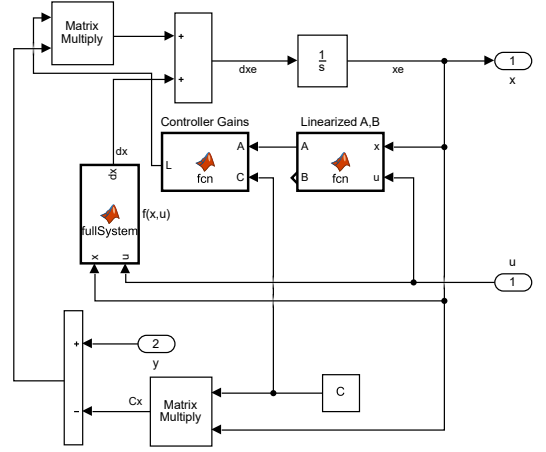 Matrix
Multiply
+
+
dxe
1
s
xe
1
x
Controller Gains
Linearized A,B
A
C
L
fcn
A
B
x
u
fcn
dx
dx
fullSystem
x
u
f(x,u)
u
1
+
−
2
y
Cx
Matrix
Multiply
C